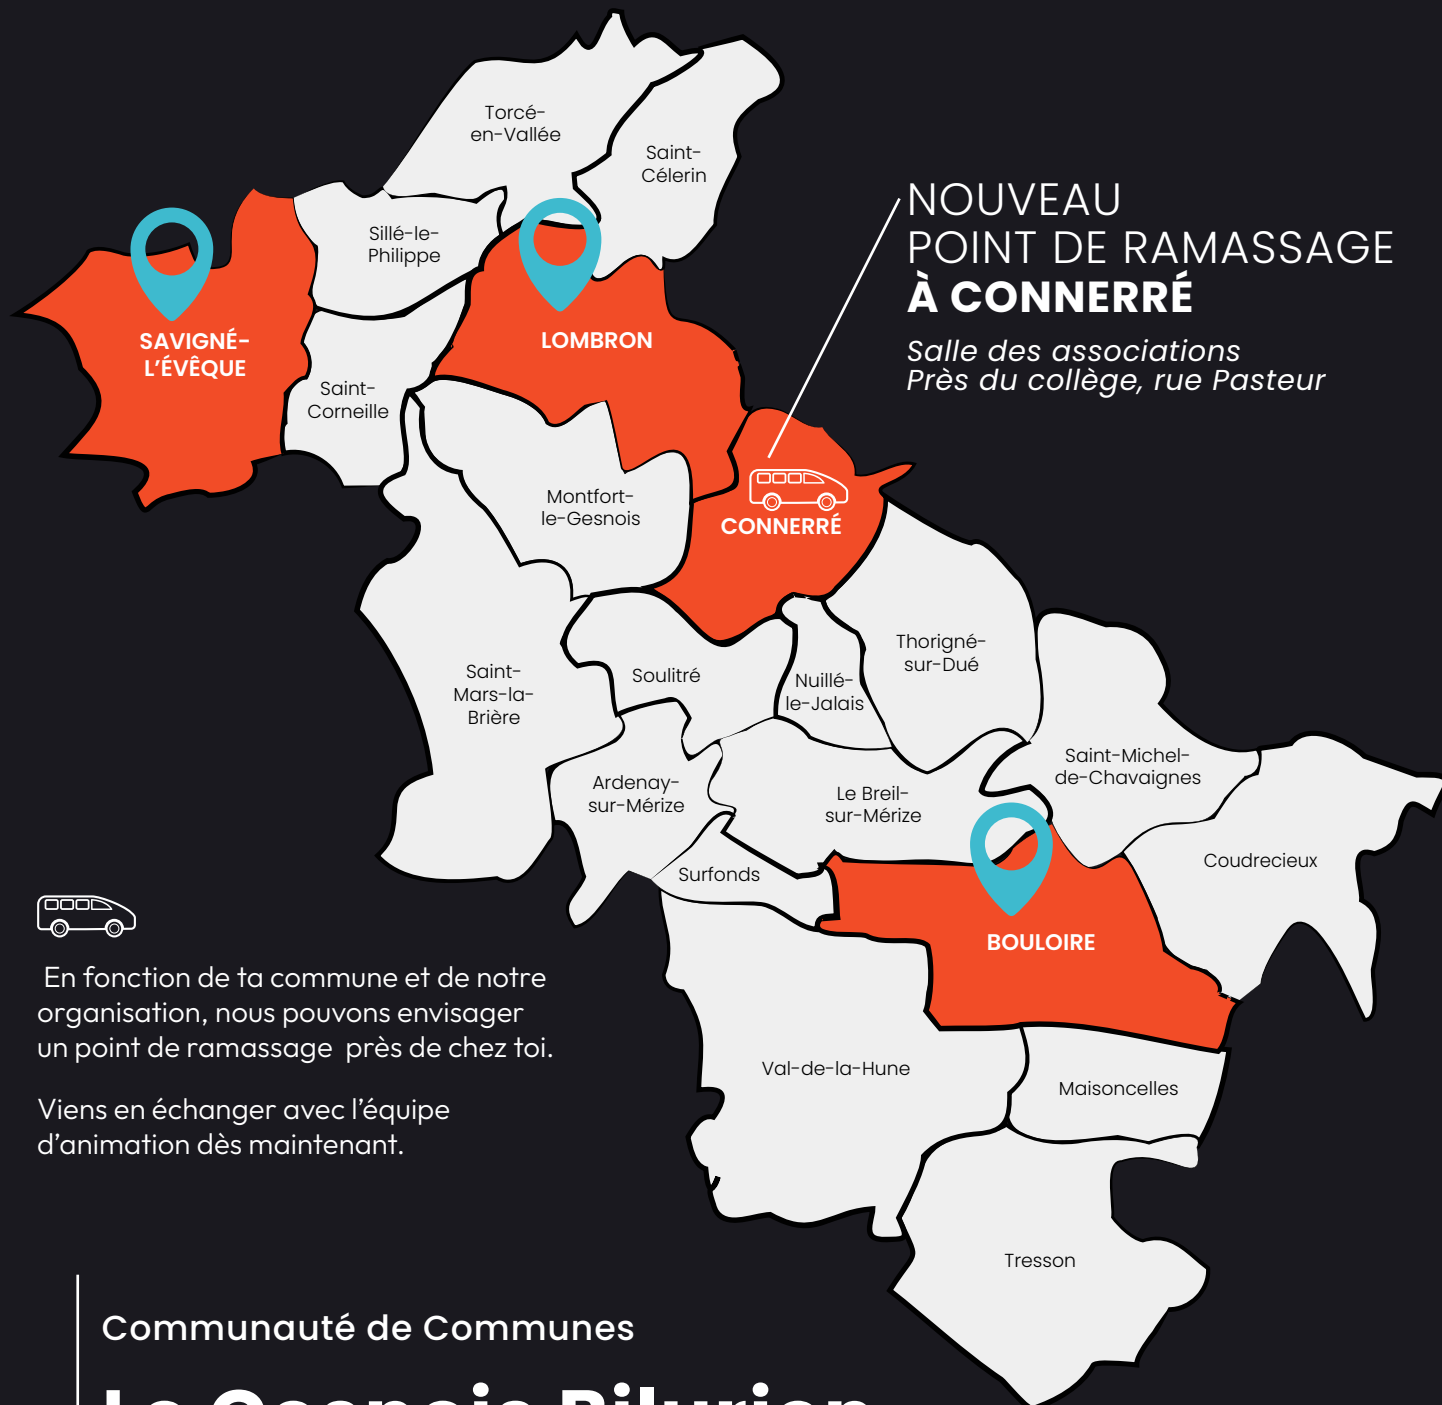 Torcé-
en-Vallée
Saint-
Célerin
NOUVEAU
POINT DE RAMASSAGE
À CONNERRÉ
Salle des associations
Près du collège, rue Pasteur
Sillé-le-
Philippe
SAVIGNÉ-
L'ÉVÊQUE
LOMBRON
Saint-
Corneille
Montfort-
le-Gesnois
CONNERRÉ
Saint-
Mars-la-
Brière
Soulitré
Nuillé-
le-Jalais
Thorigné-
sur-Dué
Ardenay-
sur-Mérize
Le Breil-
sur-Mérize
Saint-Michel-
de-Chavaignes
Coudrecieux
Surfonds
BOULOIRE
En fonction de ta commune et de notre
organisation, nous pouvons envisager
un point de ramassage près de chez toi.
Viens en échanger avec l'équipe
d'animation dès maintenant.
Val-de-la-Hune
Maisoncelles
Tresson
Communauté de Communes
Le Gesnois Bilurien